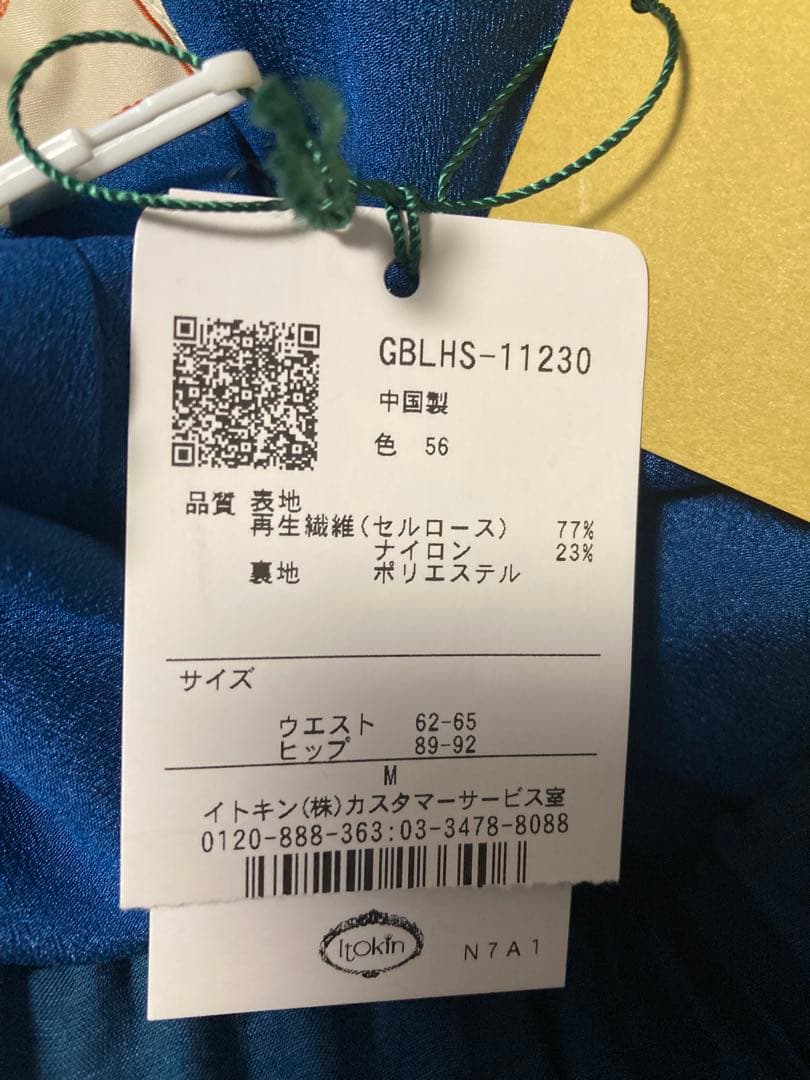 GBLHS-11230
中国製
色 56
品質 表地
再生繊維(セルロース) 77%
ナイロン 23%
裏地 ポリエステル
サイズ
ウエスト 62-65
ヒップ 89-92
M
イトキン(株)カスタマーサービス室
0120-888-363:03-3478-8088
Itokin N7A1